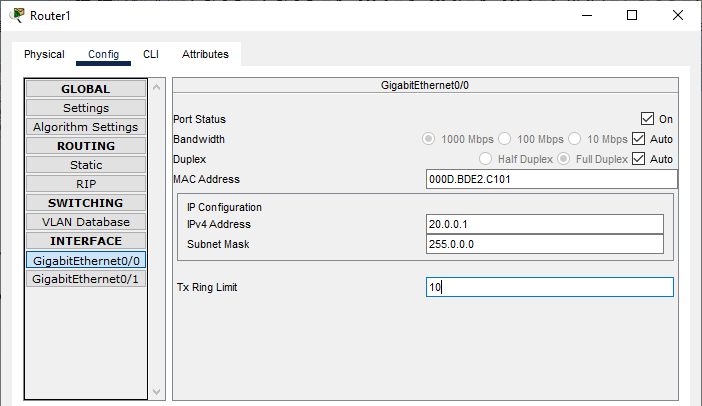 Router1
Physical Config CLI Attributes
GLOBAL
Settings
Algorithm Settings
ROUTING
Static
RIP
SWITCHING
VLAN Database
INTERFACE
GigabitEthernet0/0
GigabitEthernet0/1
GigabitEthernet0/0
Port Status On
Bandwidth 1000 Mbps 100 Mbps 10 Mbps Auto
Duplex Half Duplex Full Duplex Auto
MAC Address 000D.BDE2.C101
IP Configuration
IPv4 Address 20.0.0.1
Subnet Mask 255.0.0.0
Tx Ring Limit 10